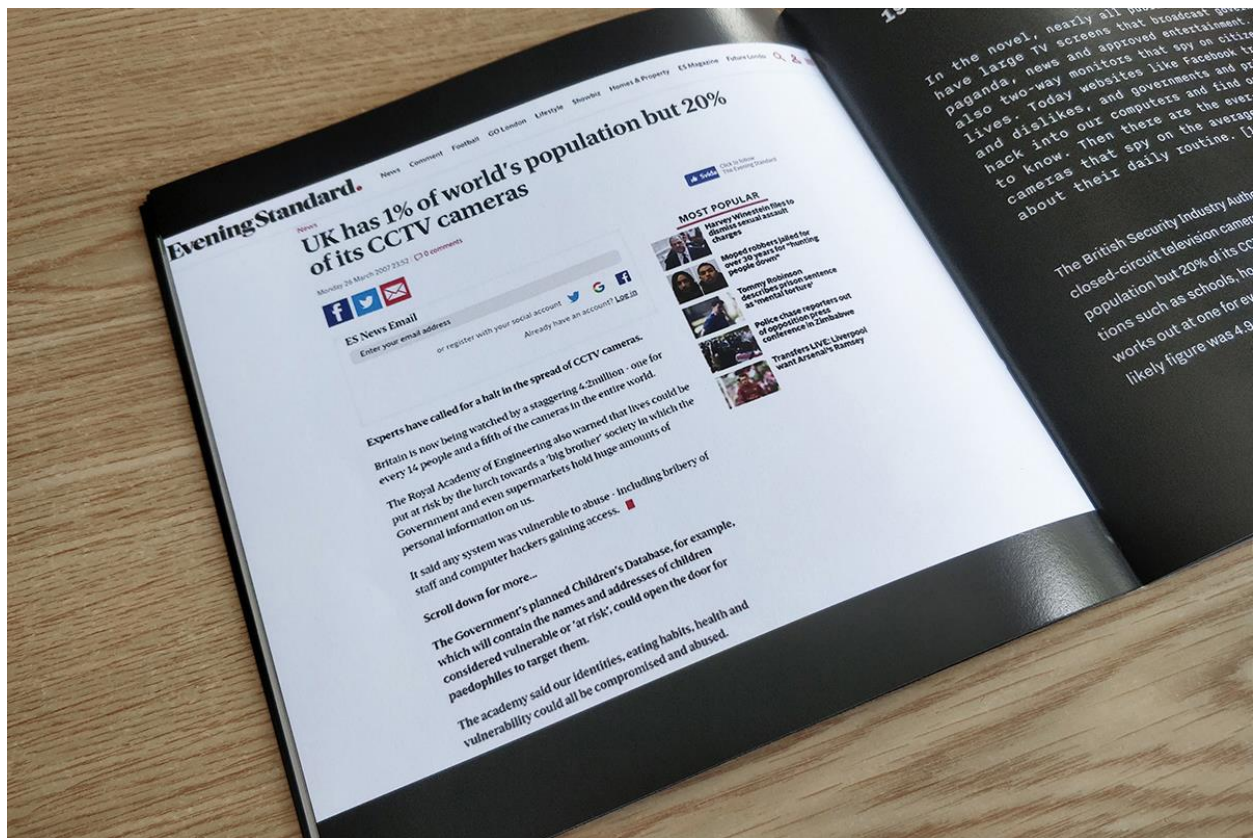 Evening Standard.
News Comment Football GO London Lifestyle Showbiz Homes & Property ES Magazine Future London
News
UK has 1% of world's population but 20%
of its CCTV cameras
Monday 26 March 2007 23:52 0 comments
ES News Email
Enter your email address
or register with your social account
Already have an account? Log in
Experts have called for a halt in the spread of CCTV cameras.
Britain is now being watched by a staggering 4.2million - one for
every 14 people and a fifth of the cameras in the entire world.
The Royal Academy of Engineering also warned that lives could be
put at risk by the lurch towards a 'big brother' society in which the
Government and even supermarkets hold huge amounts of
personal information on us.
It said any system was vulnerable to abuse - including bribery of
staff and computer hackers gaining access.
Scroll down for more...
The Government's planned Children's Database, for example,
which will contain the names and addresses of children
considered vulnerable or 'at risk', could open the door for
paedophiles to target them.
The academy said our identities, eating habits, health and
vulnerability could all be compromised and abused.
Click to follow
The Evening Standard
MOST POPULAR
Harvey Winestein files to
dismiss sexual assault
charges
Moped robbers jailed for
over 30 years for "hunting
people down"
Tommy Robinson
describes prison sentence
as 'mental torture'
Police chase reporters out
of opposition press
conference in Zimbabwe
Transfers LIVE: Liverpool
want Arsenal's Ramsey
19
In the novel, nearly all
have large TV screens that broadcast
paganda, news and approved entertainment.
also two-way monitors that spy on
lives. Today websites like Facebook
and dislikes, and governments and
hack into our computers and find
to know. Then there are the
cameras that spy on the average
about their daily routine.
The British Security Industry
closed-circuit television
population but 20% of its
tions such as schools,
works out at one for
likely figure was